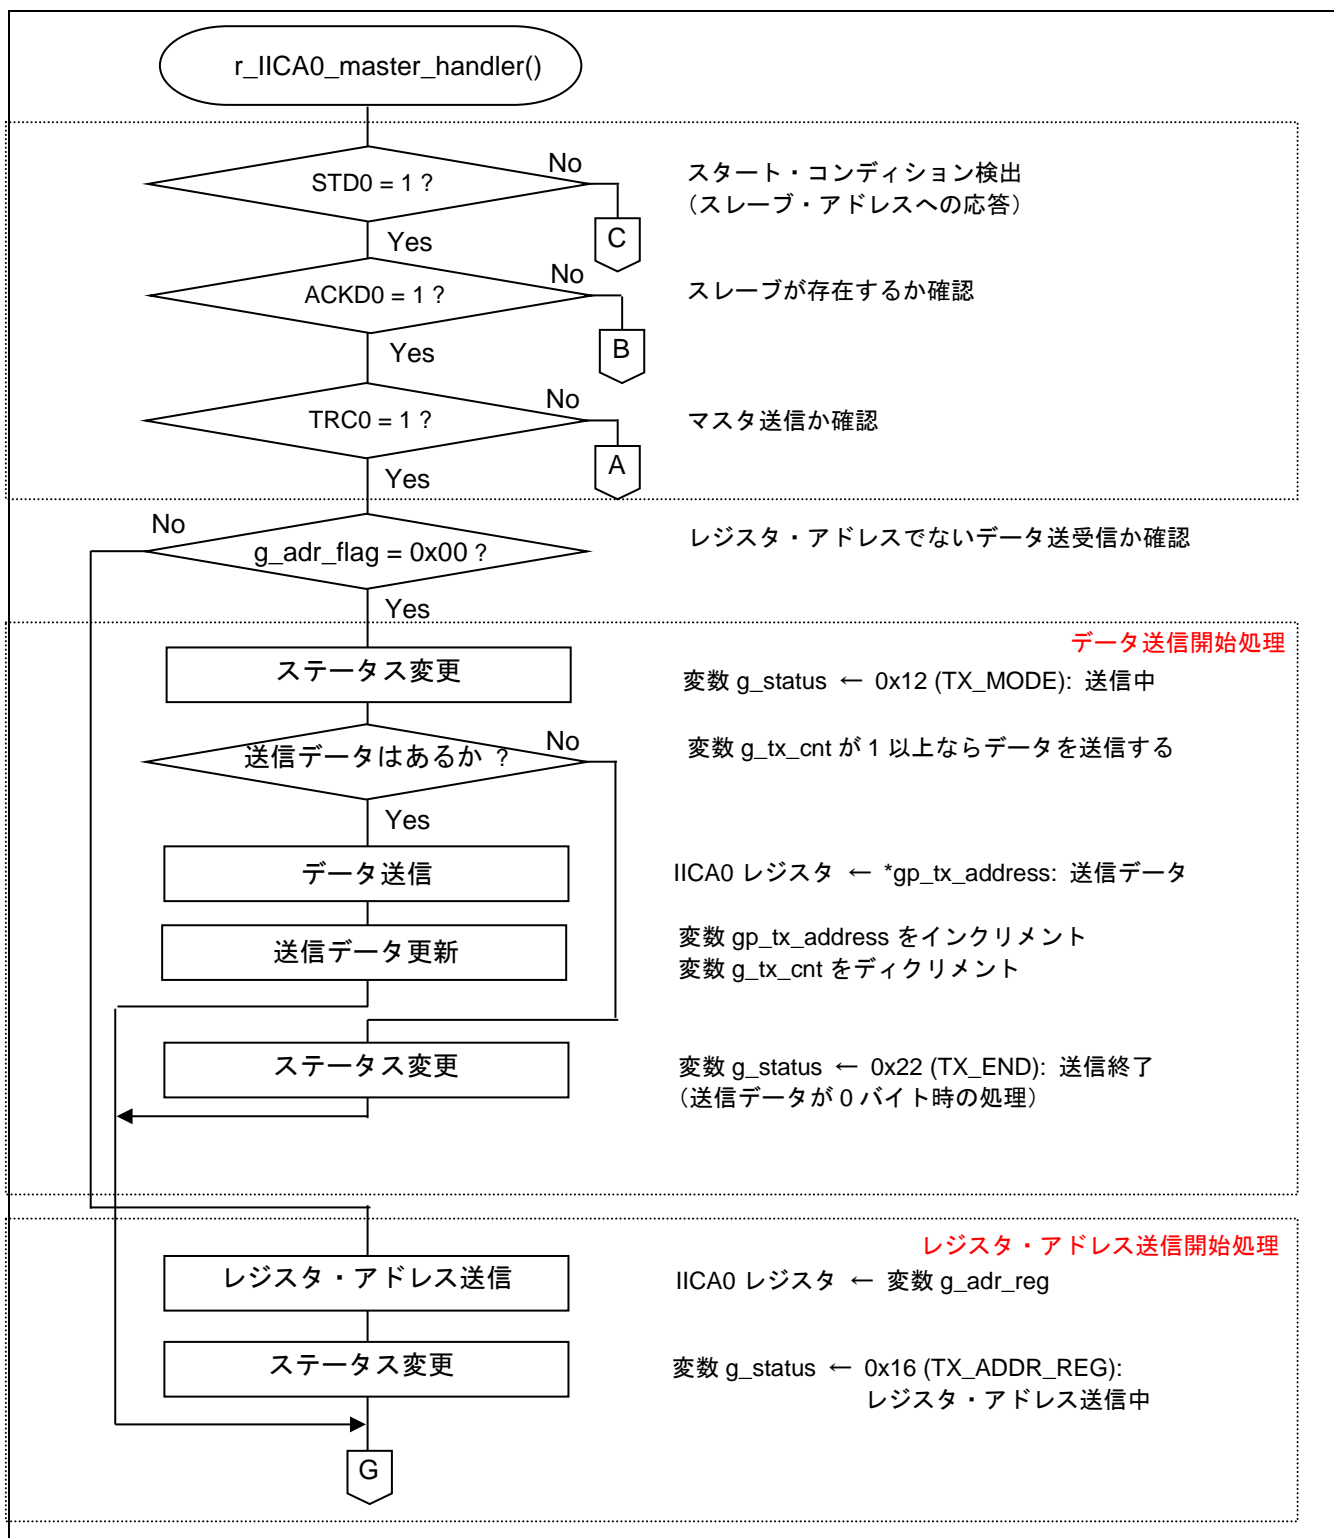 r_IICA0_master_handler()
STD0 = 1 ?
No
スタート・コンディション検出
（スレーブ・アドレスへの応答）
C
Yes
ACKD0 = 1 ?
No
スレーブが存在するか確認
B
Yes
TRC0 = 1 ?
No
マスタ送信か確認
A
Yes
No
g_adr_flag = 0x00 ?
レジスタ・アドレスでないデータ送受信か確認
Yes
データ送信開始処理
ステータス変更
変数 g_status ← 0x12 (TX_MODE): 送信中
送信データはあるか ？
No
変数 g_tx_cnt が 1 以上ならデータを送信する
Yes
データ送信
IICA0 レジスタ ← *gp_tx_address: 送信データ
送信データ更新
変数 gp_tx_address をインクリメント
変数 g_tx_cnt をディクリメント
ステータス変更
変数 g_status ← 0x22 (TX_END): 送信終了
（送信データが 0 バイト時の処理）
レジスタ・アドレス送信開始処理
レジスタ・アドレス送信
IICA0 レジスタ ← 変数 g_adr_reg
ステータス変更
変数 g_status ← 0x16 (TX_ADDR_REG):
レジスタ・アドレス送信中
G